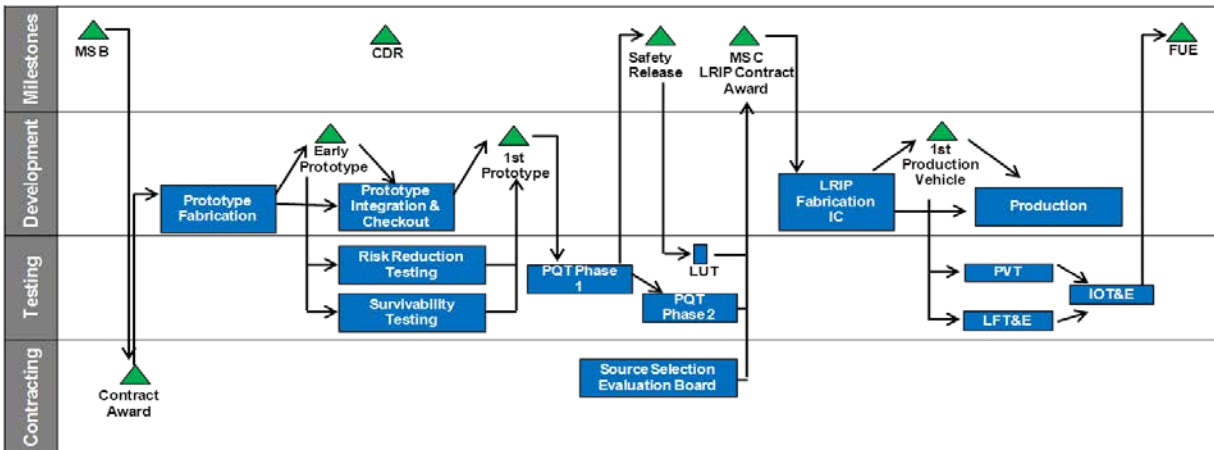 Milestones
MSB
CDR
Safety
Release
MSC
LRIP Contract
Award
FUE
Development
Early
Prototype
1st
Prototype
1st
Production
Vehicle
Prototype
Fabrication
Prototype
Integration &
Checkout
LRIP
Fabrication
IC
Production
Testing
Risk Reduction
Testing
Survivability
Testing
PQT Phase
1
LUT
PQT
Phase 2
PVT
LFT&E
IOT&E
Contracting
Contract
Award
Source Selection
Evaluation Board